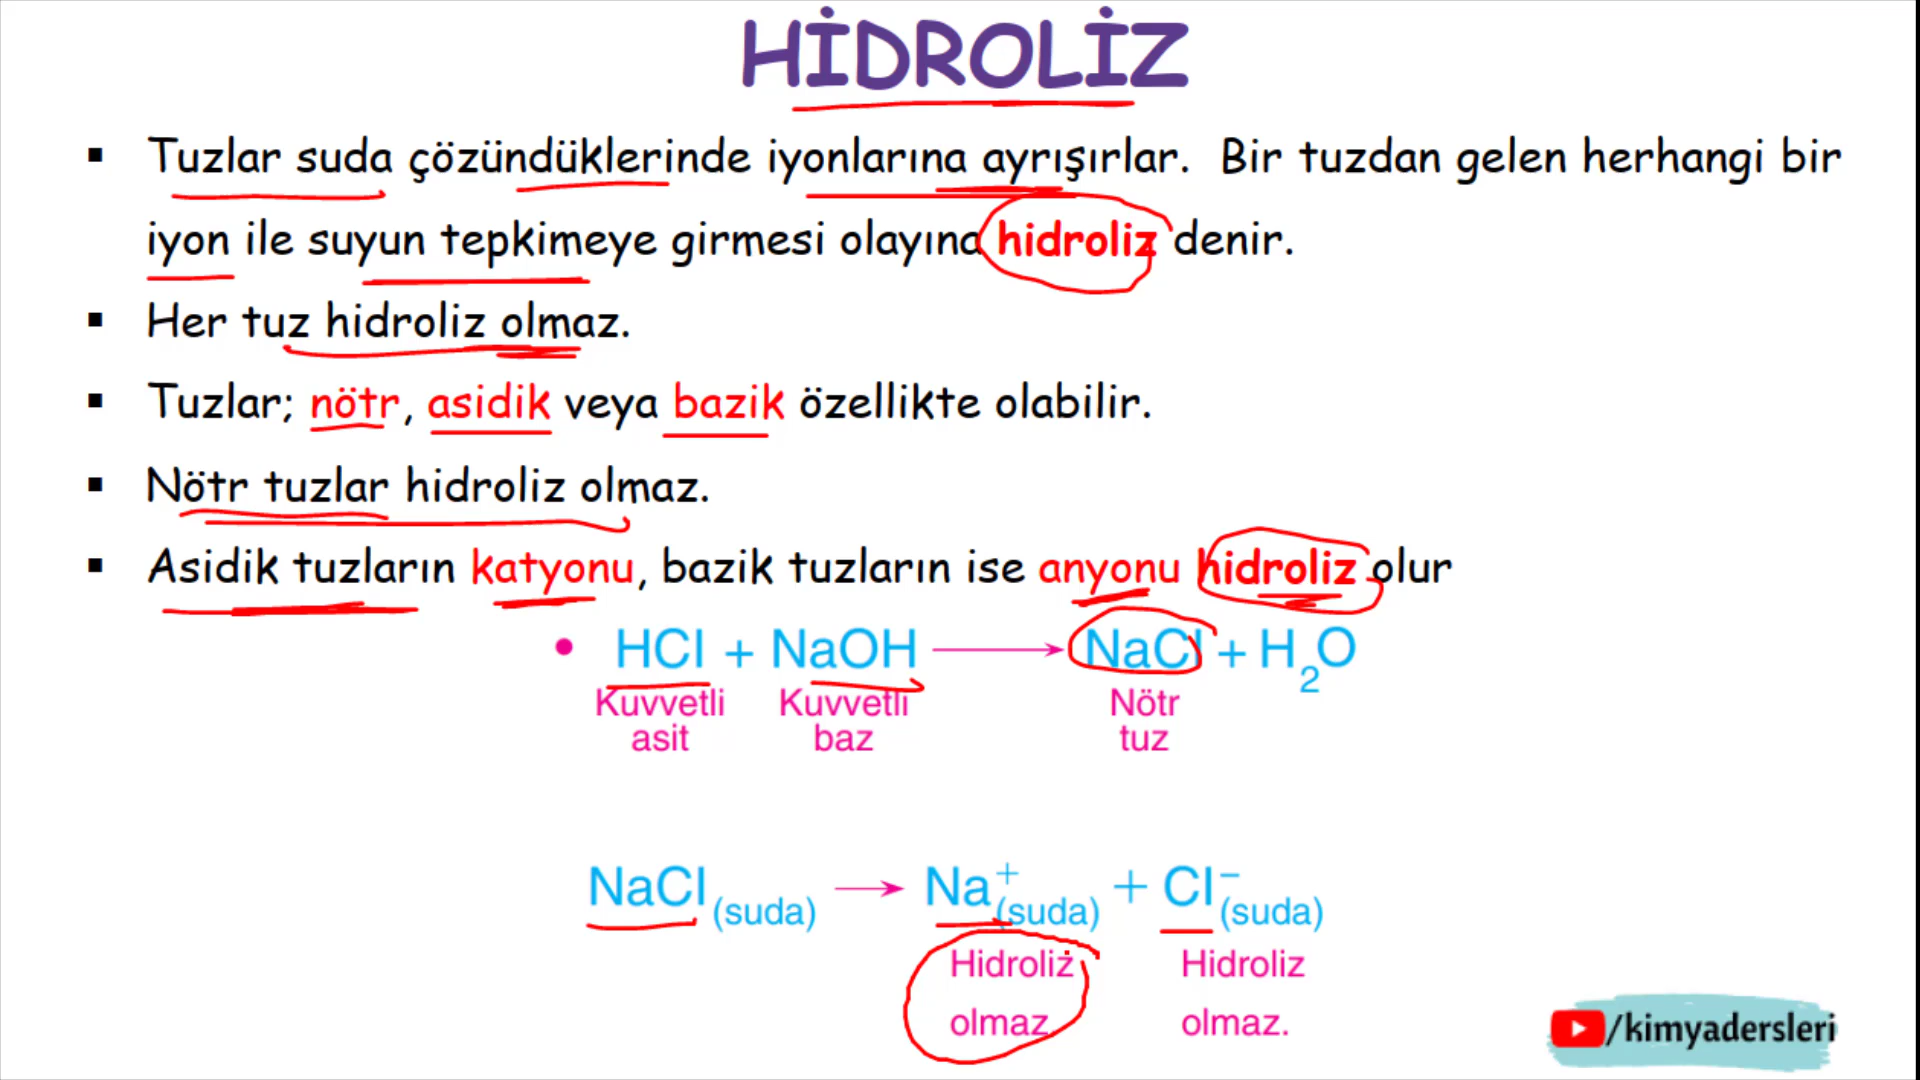 HİDROLİZ
▪ Tuzlar suda çözündüklerinde iyonlarına ayrışırlar. Bir tuzdan gelen herhangi bir
iyon ile suyun tepkimeye girmesi olayına hidroliz denir.
▪ Her tuz hidroliz olmaz.
▪ Tuzlar; nötr, asidik veya bazik özellikte olabilir.
▪ Nötr tuzlar hidroliz olmaz.
▪ Asidik tuzların katyonu, bazik tuzların ise anyonu hidroliz olur
• HCl + NaOH → NaCl + H₂O
Kuvvetli Kuvvetli Nötr
asit baz tuz
NaCl(suda) → Na⁺(suda) + Cl⁻(suda)
Hidroliz Hidroliz
olmaz. olmaz.
/kimyadersleri